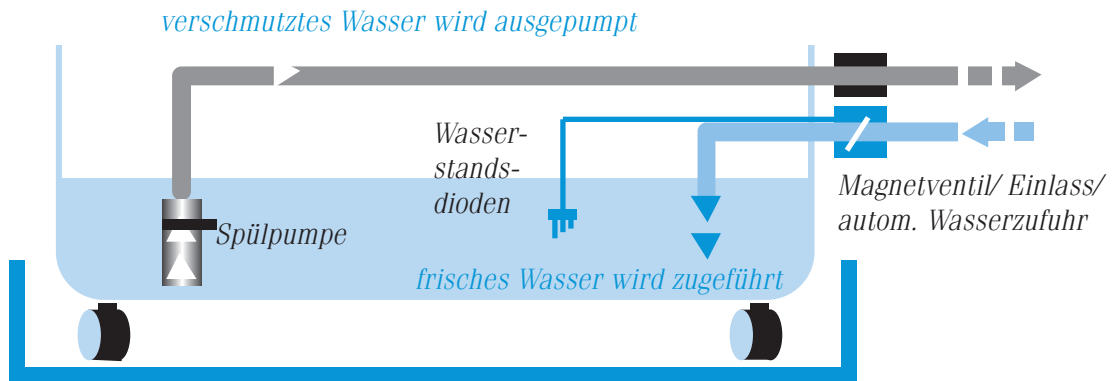 verschmutztes Wasser wird ausgepumpt
Wasser-
stands-
dioden
Magnetventil/ Einlass/
autom. Wasserzufuhr
Spülpumpe
frisches Wasser wird zugeführt